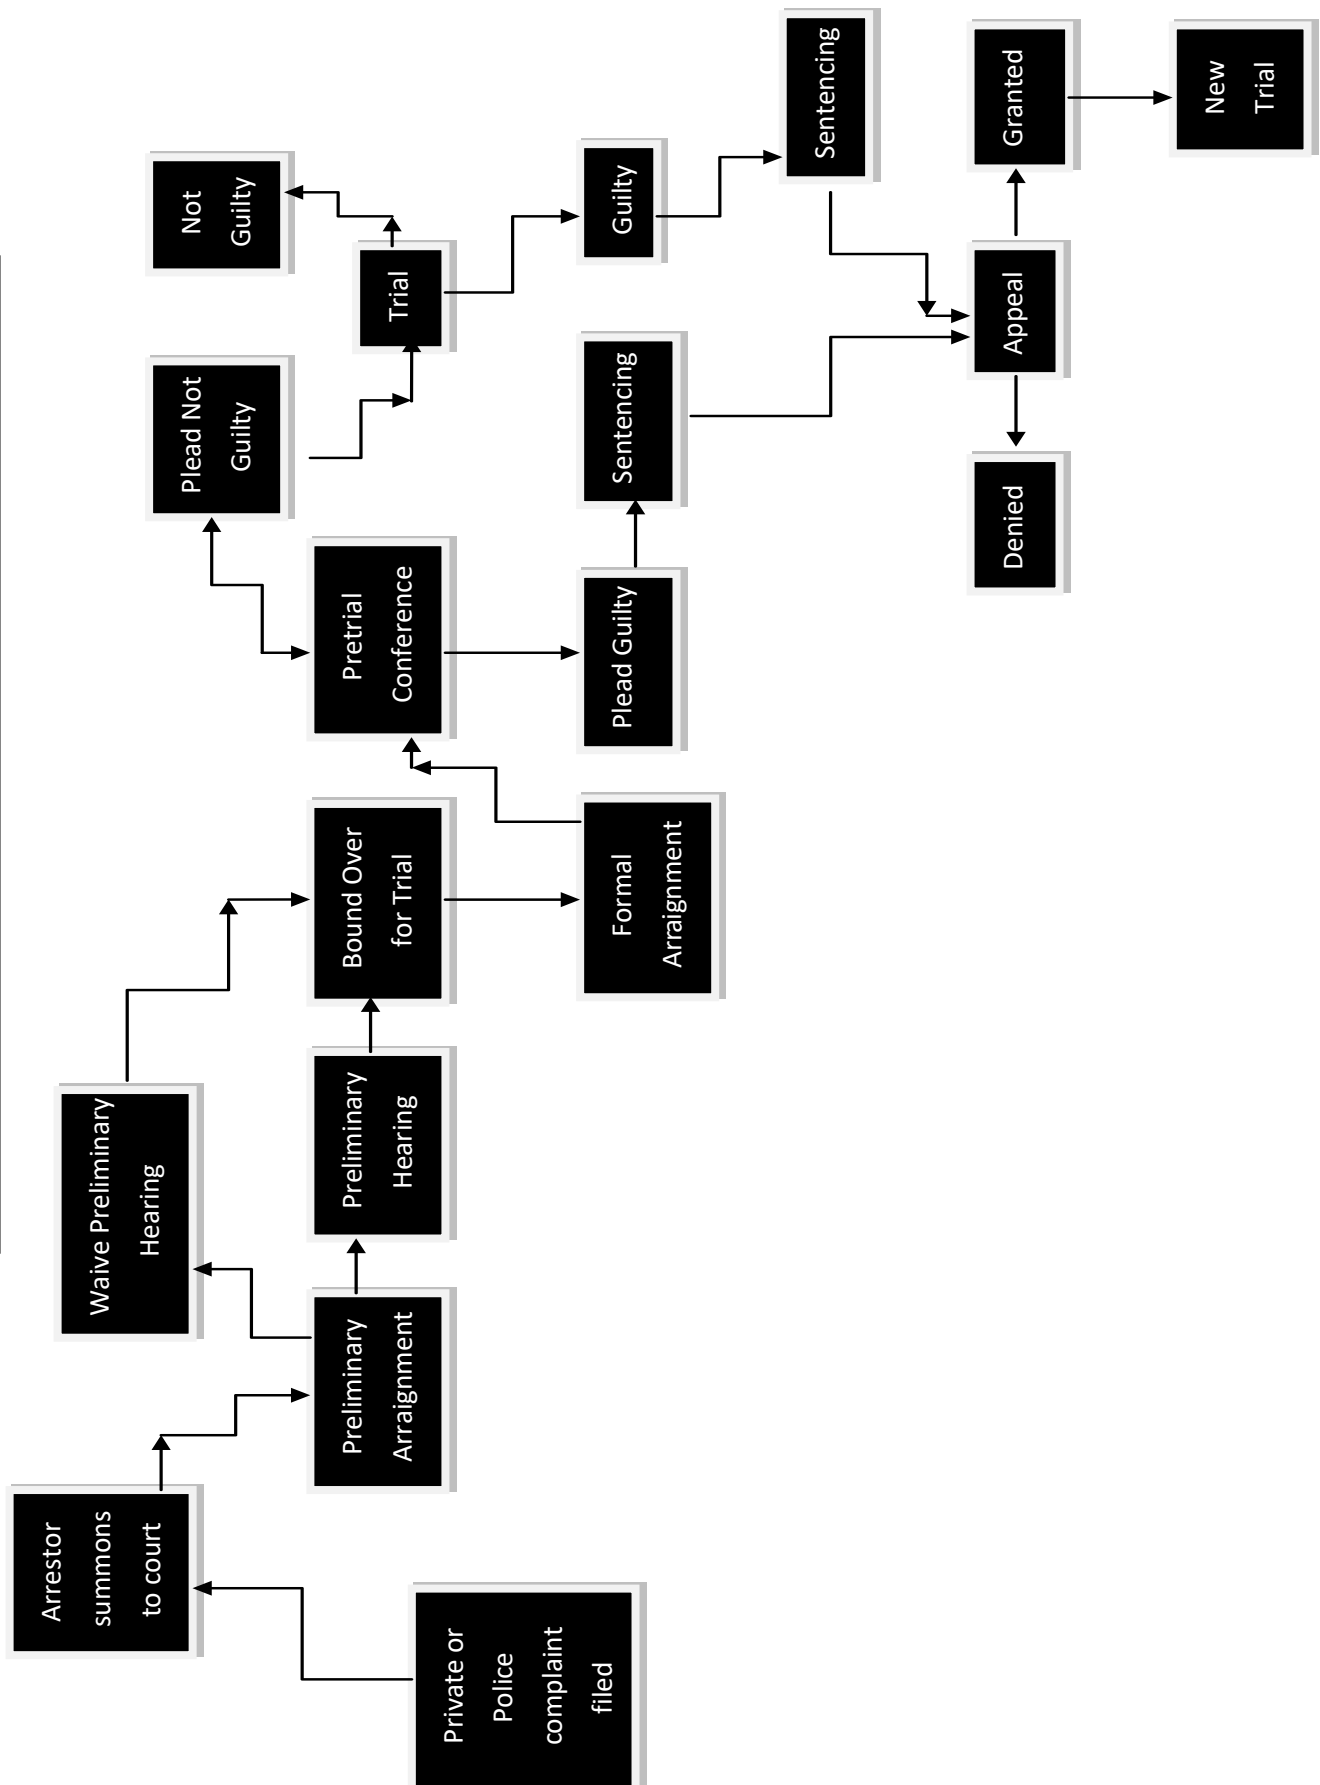 Private or
Police
complaint
filed
Arrestor
summons
to court
Preliminary
Arraignment
Waive Preliminary
Hearing
Preliminary
Hearing
Bound Over
for Trial
Formal
Arraignment
Pretrial
Conference
Plead Not
Guilty
Plead Guilty
Sentencing
Trial
Not
Guilty
Guilty
Sentencing
Appeal
Denied
Granted
New
Trial